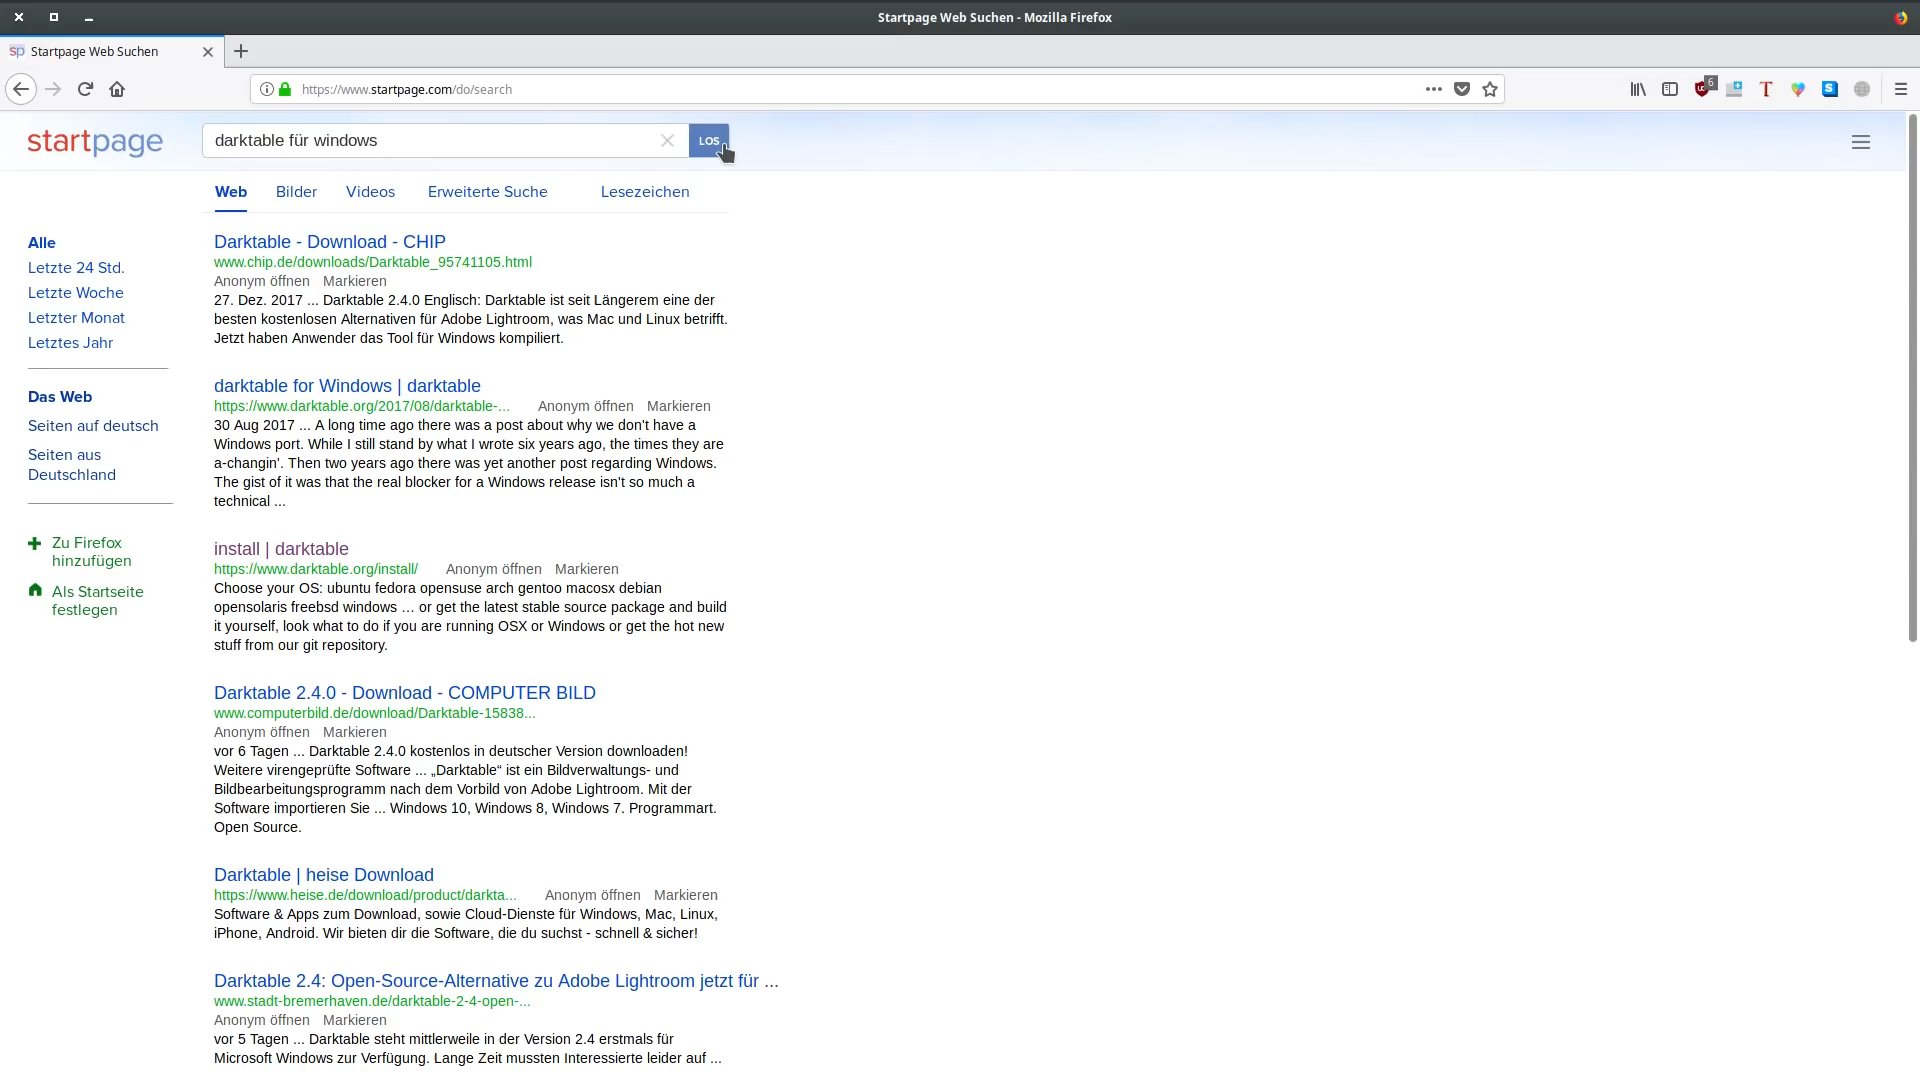 Startpage Web Suchen - Mozilla Firefox
sp Startpage Web Suchen
https://www.startpage.com/do/search
6
T
S
startpage
darktable für windows
LOS
Web Bilder Videos Erweiterte Suche Lesezeichen
Alle
Letzte 24 Std.
Letzte Woche
Letzter Monat
Letztes Jahr
Das Web
Seiten auf deutsch
Seiten aus
Deutschland
Zu Firefox
hinzufügen
Als Startseite
festlegen
Darktable - Download - CHIP
www.chip.de/downloads/Darktable_95741105.html
Anonym öffnen Markieren
27. Dez. 2017 ... Darktable 2.4.0 Englisch: Darktable ist seit Längerem eine der
besten kostenlosen Alternativen für Adobe Lightroom, was Mac und Linux betrifft.
Jetzt haben Anwender das Tool für Windows kompiliert.
darktable for Windows | darktable
https://www.darktable.org/2017/08/darktable-... Anonym öffnen Markieren
30 Aug 2017 ... A long time ago there was a post about why we don't have a
Windows port. While I still stand by what I wrote six years ago, the times they are
a-changin'. Then two years ago there was yet another post regarding Windows.
The gist of it was that the real blocker for a Windows release isn't so much a
technical ...
install | darktable
https://www.darktable.org/install/ Anonym öffnen Markieren
Choose your OS: ubuntu fedora opensuse arch gentoo macosx debian
opensolaris freebsd windows … or get the latest stable source package and build
it yourself, look what to do if you are running OSX or Windows or get the hot new
stuff from our git repository.
Darktable 2.4.0 - Download - COMPUTER BILD
www.computerbild.de/download/Darktable-15838...
Anonym öffnen Markieren
vor 6 Tagen ... Darktable 2.4.0 kostenlos in deutscher Version downloaden!
Weitere virengeprüfte Software ... „Darktable“ ist ein Bildverwaltungs- und
Bildbearbeitungsprogramm nach dem Vorbild von Adobe Lightroom. Mit der
Software importieren Sie ... Windows 10, Windows 8, Windows 7. Programmart.
Open Source.
Darktable | heise Download
https://www.heise.de/download/product/darkta... Anonym öffnen Markieren
Software & Apps zum Download, sowie Cloud-Dienste für Windows, Mac, Linux,
iPhone, Android. Wir bieten dir die Software, die du suchst - schnell & sicher!
Darktable 2.4: Open-Source-Alternative zu Adobe Lightroom jetzt für ...
www.stadt-bremerhaven.de/darktable-2-4-open-...
Anonym öffnen Markieren
vor 5 Tagen ... Darktable steht mittlerweile in der Version 2.4 erstmals für
Microsoft Windows zur Verfügung. Lange Zeit mussten Interessierte leider auf ...